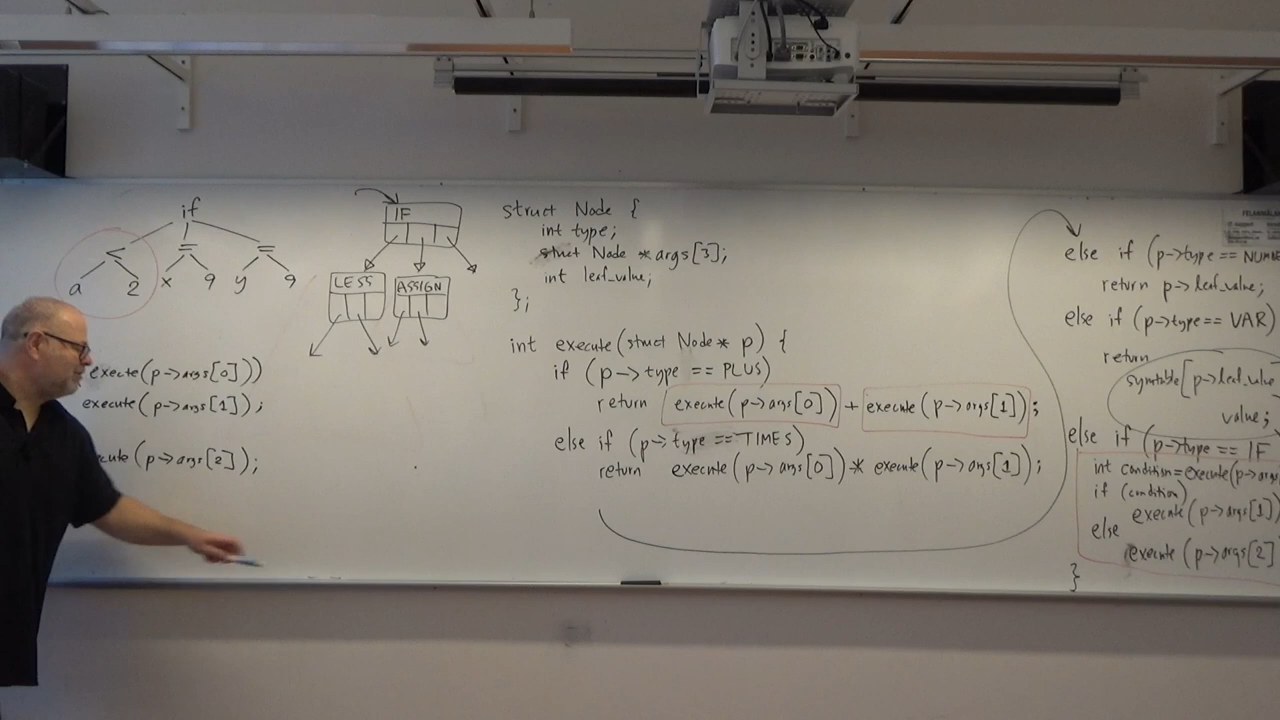 if
< = =
a 2 x 9 y 9
execute(p->args[0]))
execute(p->args[1]);
cute(p->args[2]);
IF
LESS ASSIGN
struct Node {
int type;
struct Node *args[3];
int leaf_value;
};
int execute(struct Node* p) {
if (p->type == PLUS)
return execute(p->args[0]) + execute(p->args[1]);
else if (p->type == TIMES)
return execute(p->args[0]) * execute(p->args[1]);
else if (p->type == NUMBE
return p->leaf_value;
else if (p->type == VAR)
return
symtable[p->leaf_value
value;
else if (p->type == IF
int condition=execute(p->args
if (condition)
execute(p->args[1])
else
execute(p->args[2]
}
FELANMÄLA